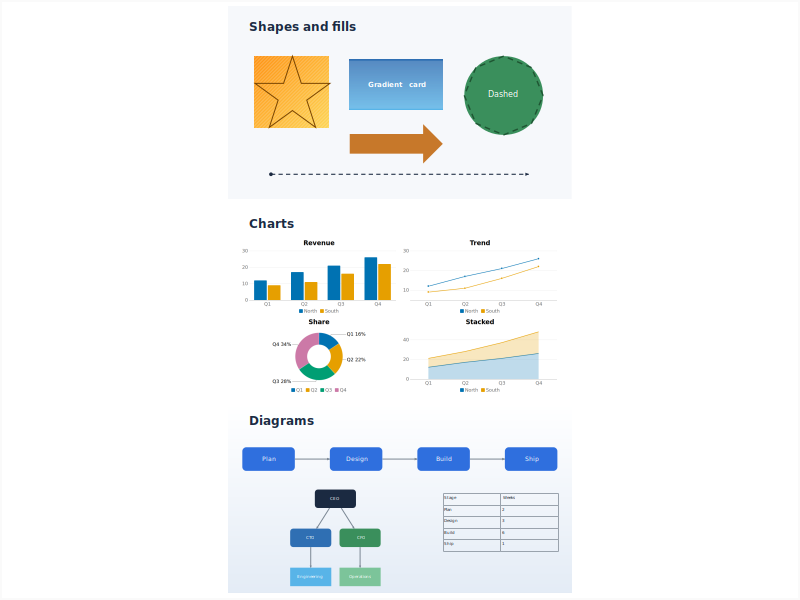 Shapes and fills
Gradient card
Dashed
Charts
Revenue
30
20
10
0
Q1 Q2 Q3 Q4
North South
Trend
30
20
10
Q1 Q2 Q3 Q4
North South
Share
Q1 16%
Q2 22%
Q3 28%
Q4 34%
Q1 Q2 Q3 Q4
Stacked
40
20
0
Q1 Q2 Q3 Q4
North South
Diagrams
Plan Design Build Ship
CEO
CTO
Engineering Operations
Weeks
Plan 2
Design 3
Build 6
Ship 1